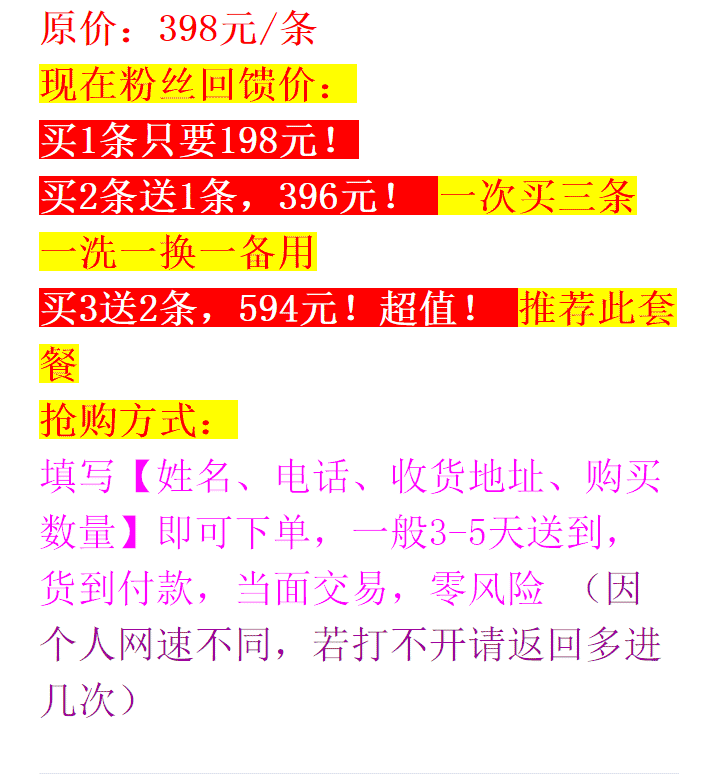 原价：398元/条
现在粉丝回馈价：
买1条只要198元！
买2条送1条，396元！ 一次买三条
一洗一换一备用
买3送2条，594元！超值！ 推荐此套
餐
抢购方式：
填写【姓名、电话、收货地址、购买
数量】即可下单，一般3-5天送到，
货到付款，当面交易，零风险 （因
个人网速不同，若打不开请返回多进
几次）